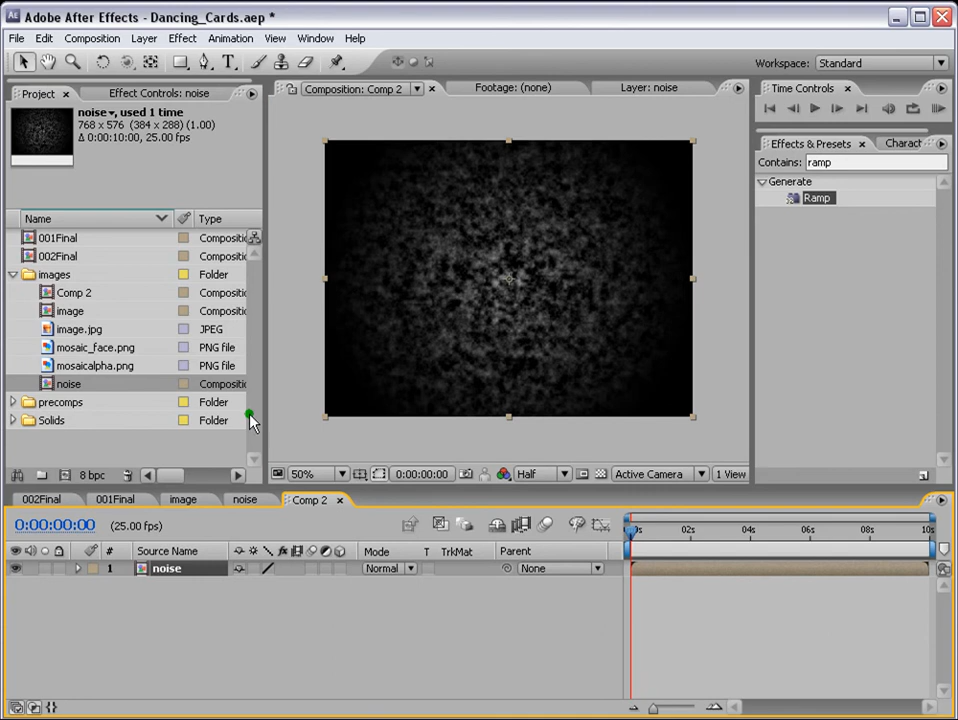 Adobe After Effects - Dancing_Cards.aep *
File Edit Composition Layer Effect Animation View Window Help
Workspace: Standard
Project × Effect Controls: noise
Composition: Comp 2 × Footage: (none) Layer: noise
Time Controls ×
noise, used 1 time
768 x 576 (384 x 288) (1.00)
Δ 0:00:10:00, 25.00 fps
Effects & Presets × Charact
Contains: ramp
Generate
Ramp
Name Type
001Final Compositi
002Final Compositi
images Folder
Comp 2 Compositi
image Compositi
image.jpg JPEG
mosaic_face.png PNG file
mosaicalpha.png PNG file
noise Compositi
precomps Folder
Solids Folder
8 bpc
50% 0:00:00:00 Half Active Camera 1 View
002Final 001Final image noise Comp 2 ×
0:00:00:00 (25.00 fps)
02s 04s 06s 08s 10s
# Source Name Mode T TrkMat Parent
1 noise Normal None